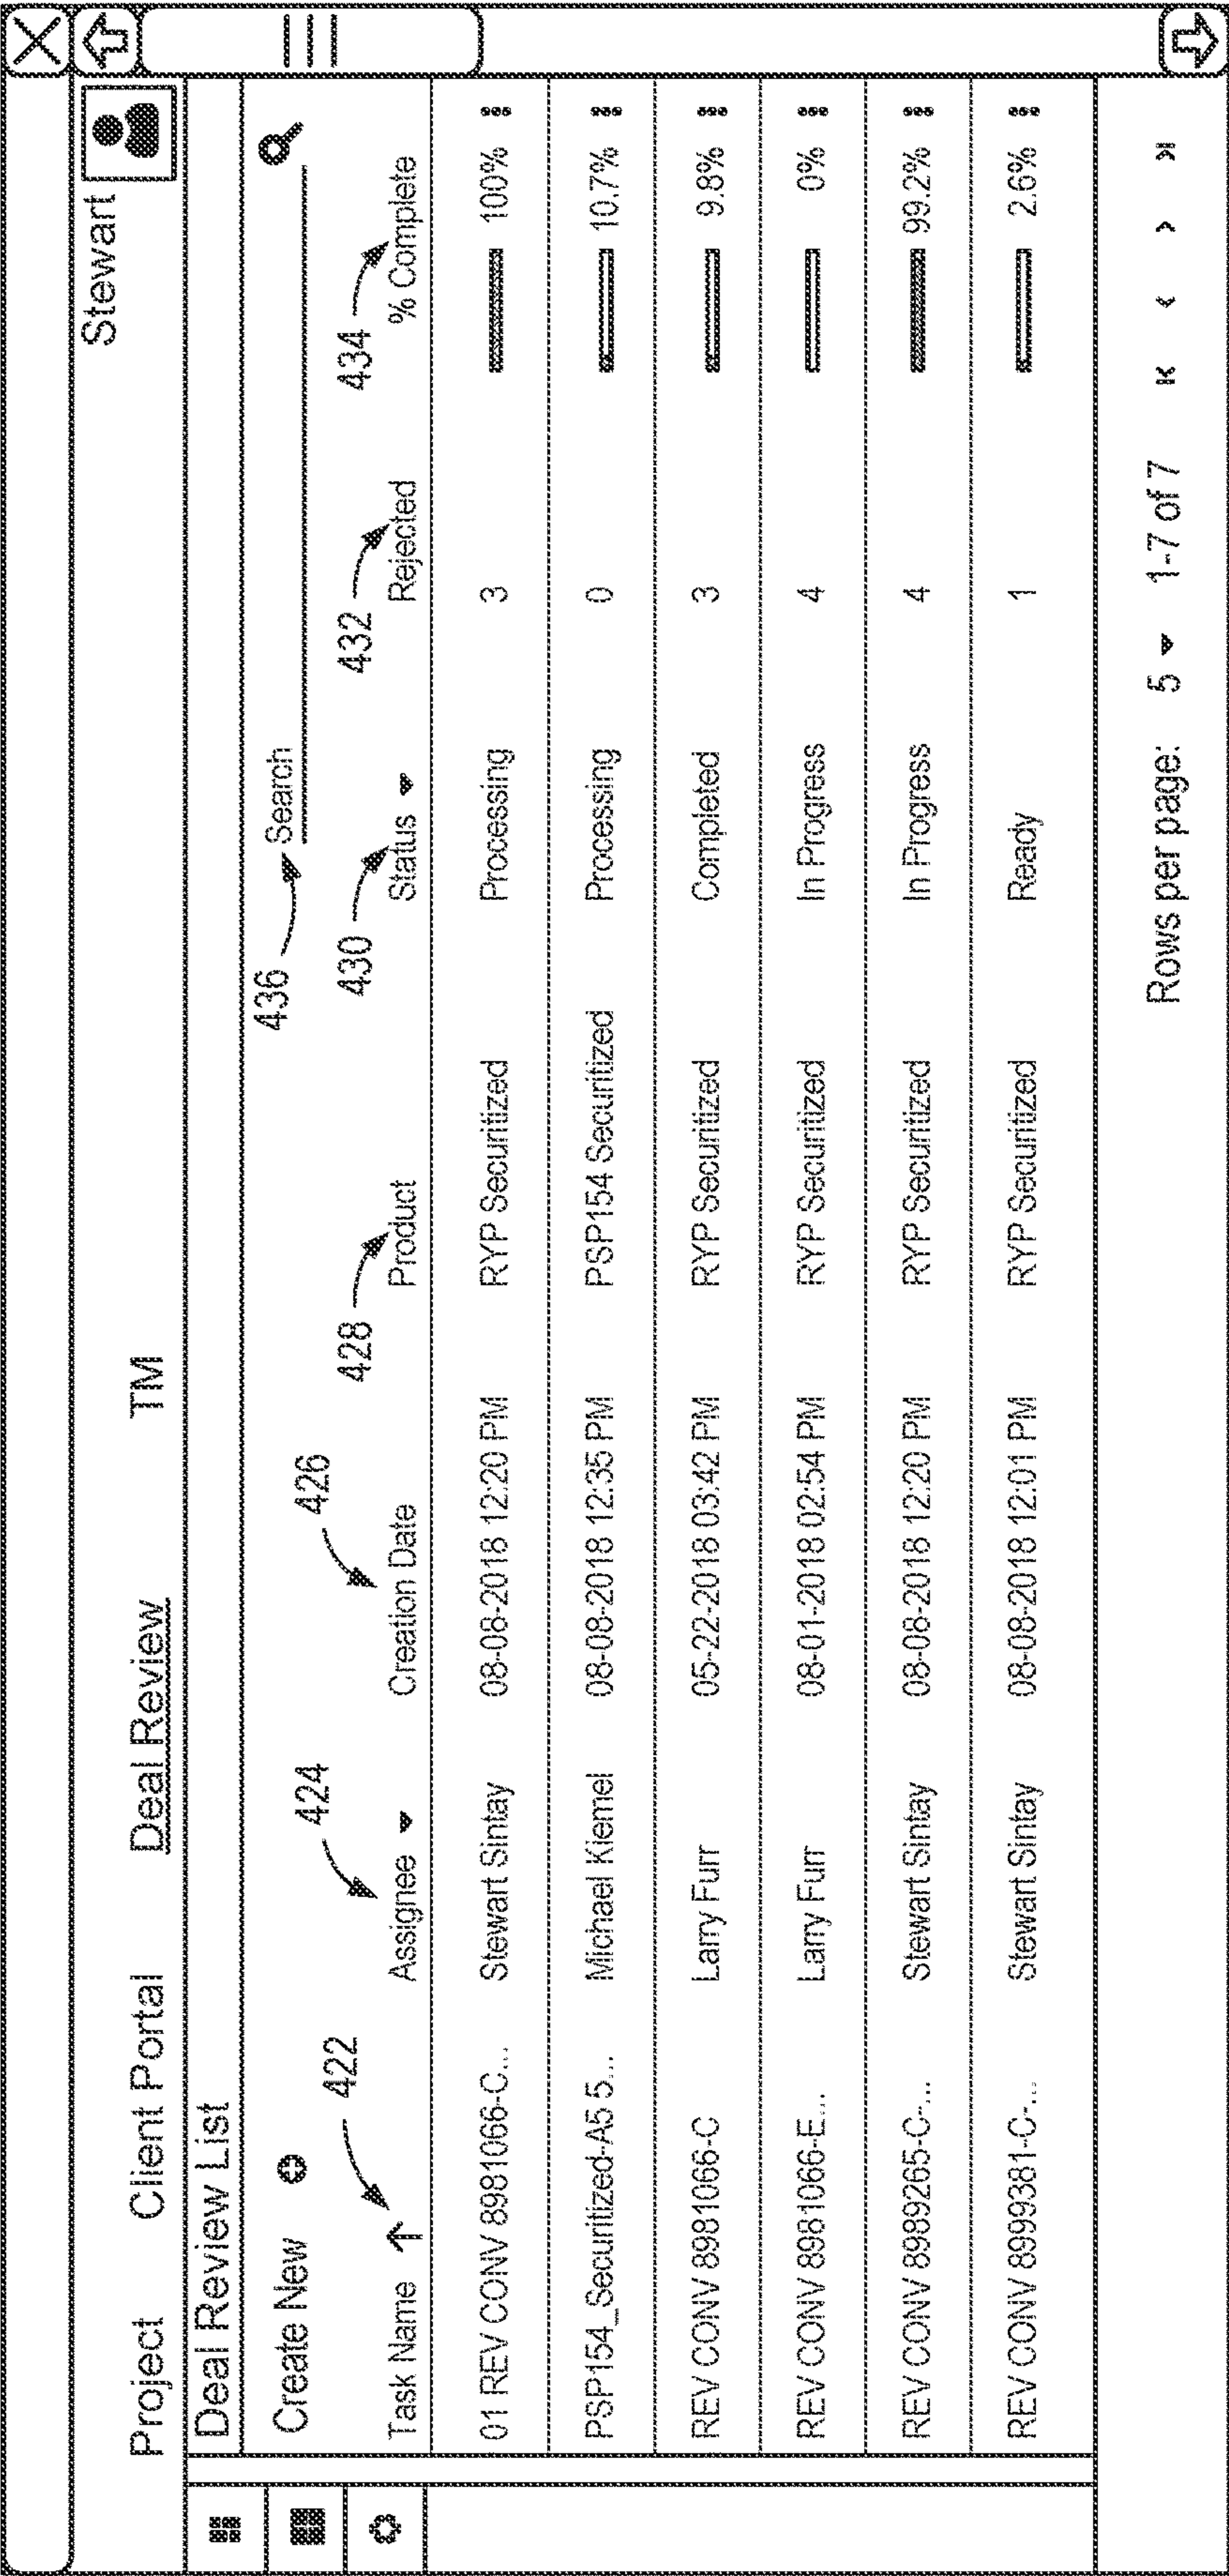 Stewart
Project Client Portal Deal Review TM
Deal Review List
Create New 436 Search
422 424 426 428 430 432 434
Task Name Assignee Creation Date Product Status Rejected % Complete
01 REV CONV 8981066-C... Stewart Sintay 08-08-2018 12:20 PM RYP Securitized Processing 3 100%
PSP154_Securitized-A5 5... Michael Kiemel 08-08-2018 12:35 PM PSP154 Securitized Processing 0 10.7%
REV CONV 8981066-C Larry Furr 05-22-2018 03:42 PM RYP Securitized Completed 3 9.8%
REV CONV 8981066-E... Larry Furr 08-01-2018 02:54 PM RYP Securitized In Progress 4 0%
REV CONV 8989265-C-... Stewart Sintay 08-08-2018 12:20 PM RYP Securitized In Progress 4 99.2%
REV CONV 8999381-C-... Stewart Sintay 08-08-2018 12:01 PM RYP Securitized Ready 1 2.6%
Rows per page: 5 1-7 of 7